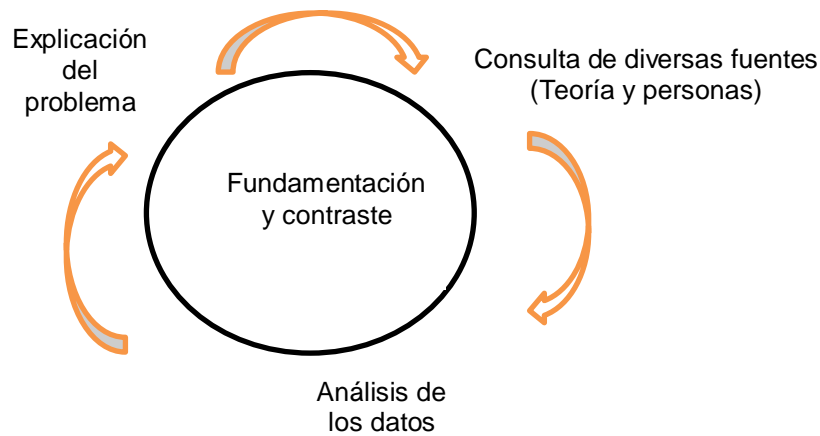 Explicación
del
problema
Consulta de diversas fuentes
(Teoría y personas)
Fundamentación
y contraste
Análisis de
los datos